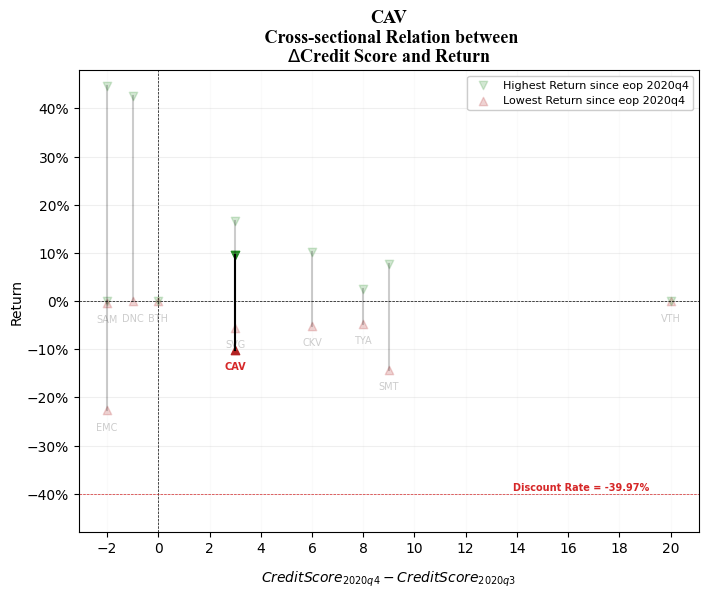 CAV
Cross-sectional Relation between
ΔCredit Score and Return
Highest Return since eop 2020q4
Lowest Return since eop 2020q4
40%
30%
20%
10%
0%
−10%
−20%
−30%
−40%
Return
SAM
DNC
BTH
SVG
CAV
CKV
TYA
SMT
VTH
EMC
Discount Rate = -39.97%
−2 0 2 4 6 8 10 12 14 16 18 20
CreditScore2020q4 − CreditScore2020q3